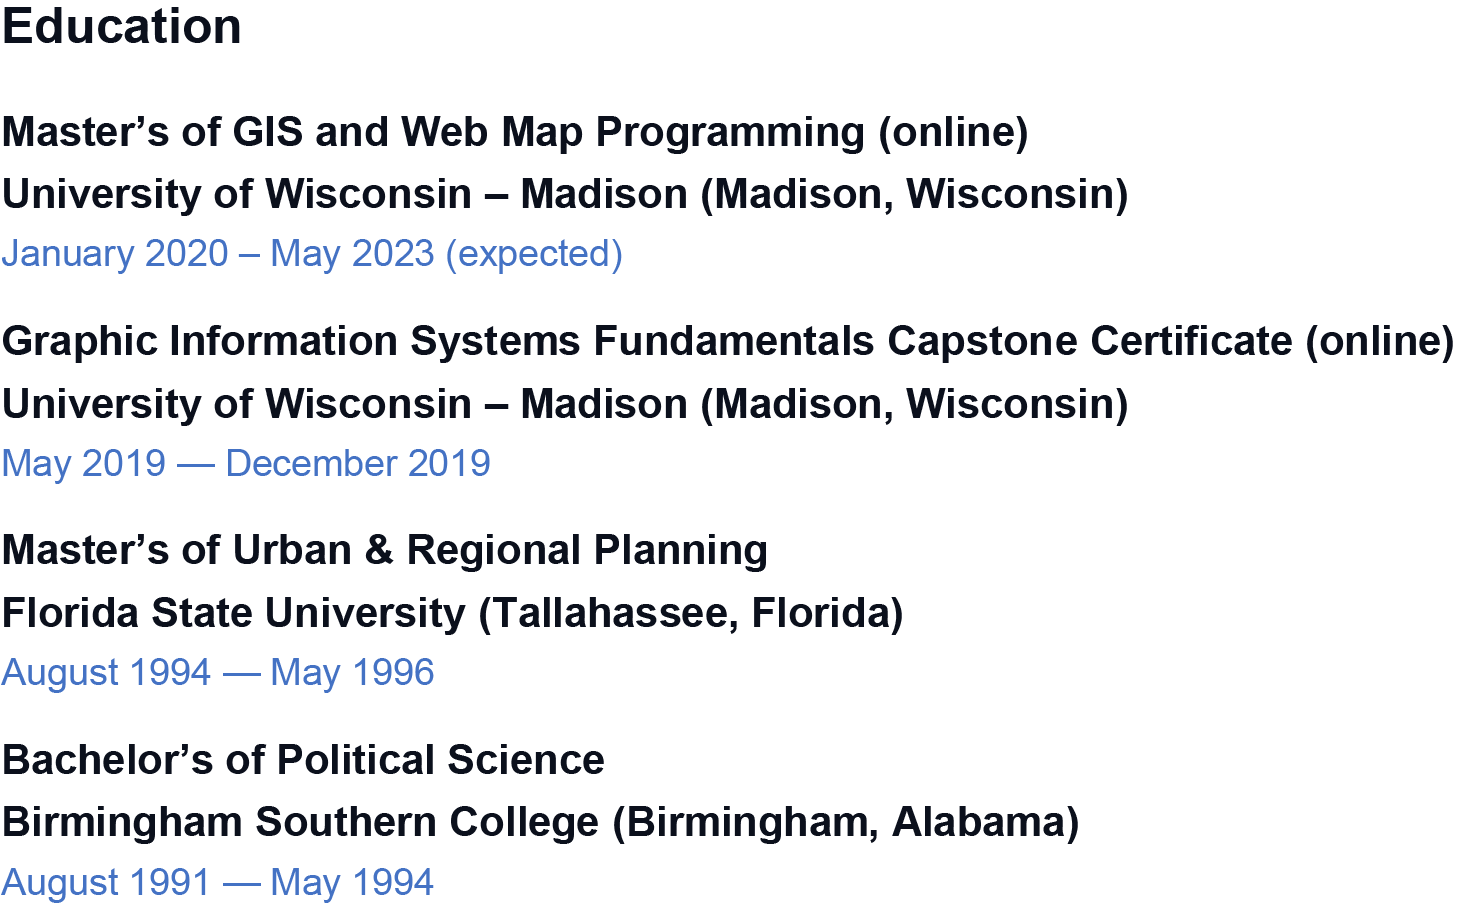 Education
Master’s of GIS and Web Map Programming (online)
University of Wisconsin – Madison (Madison, Wisconsin)
January 2020 – May 2023 (expected)
Graphic Information Systems Fundamentals Capstone Certificate (online)
University of Wisconsin – Madison (Madison, Wisconsin)
May 2019 — December 2019
Master’s of Urban & Regional Planning
Florida State University (Tallahassee, Florida)
August 1994 — May 1996
Bachelor’s of Political Science
Birmingham Southern College (Birmingham, Alabama)
August 1991 — May 1994